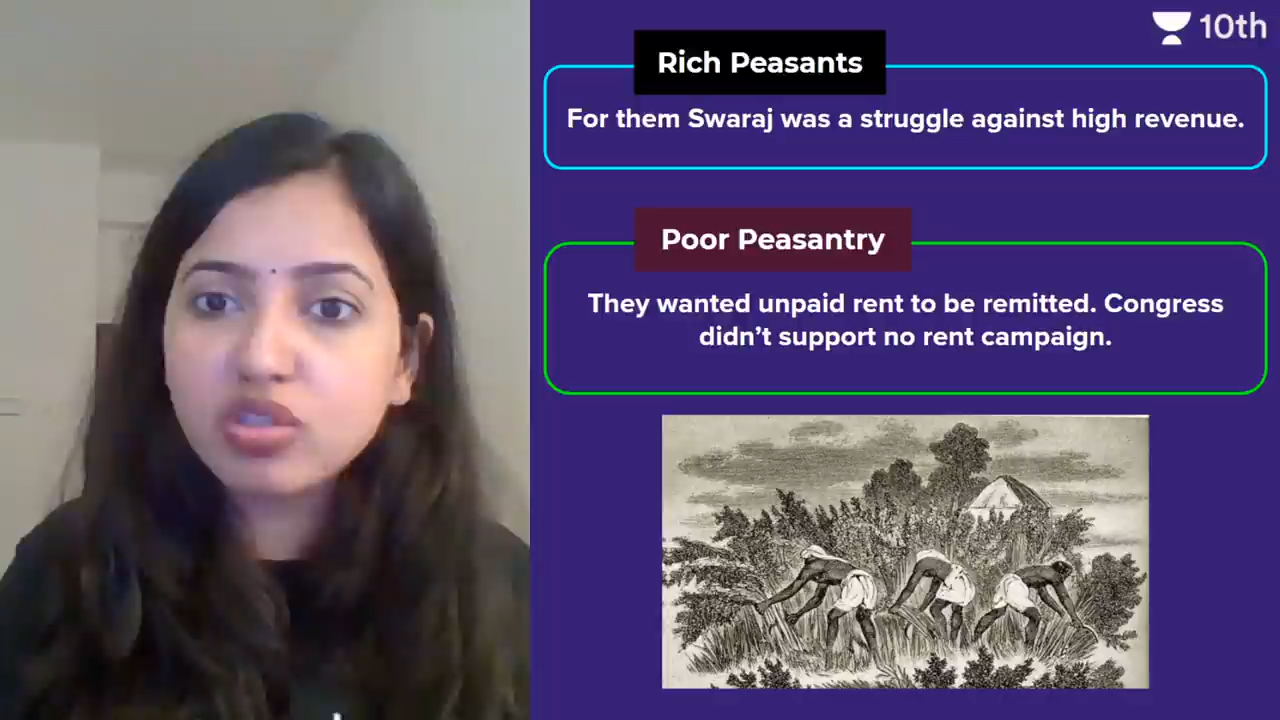 10th
Rich Peasants
For them Swaraj was a struggle against high revenue.
Poor Peasantry
They wanted unpaid rent to be remitted. Congress
didn’t support no rent campaign.